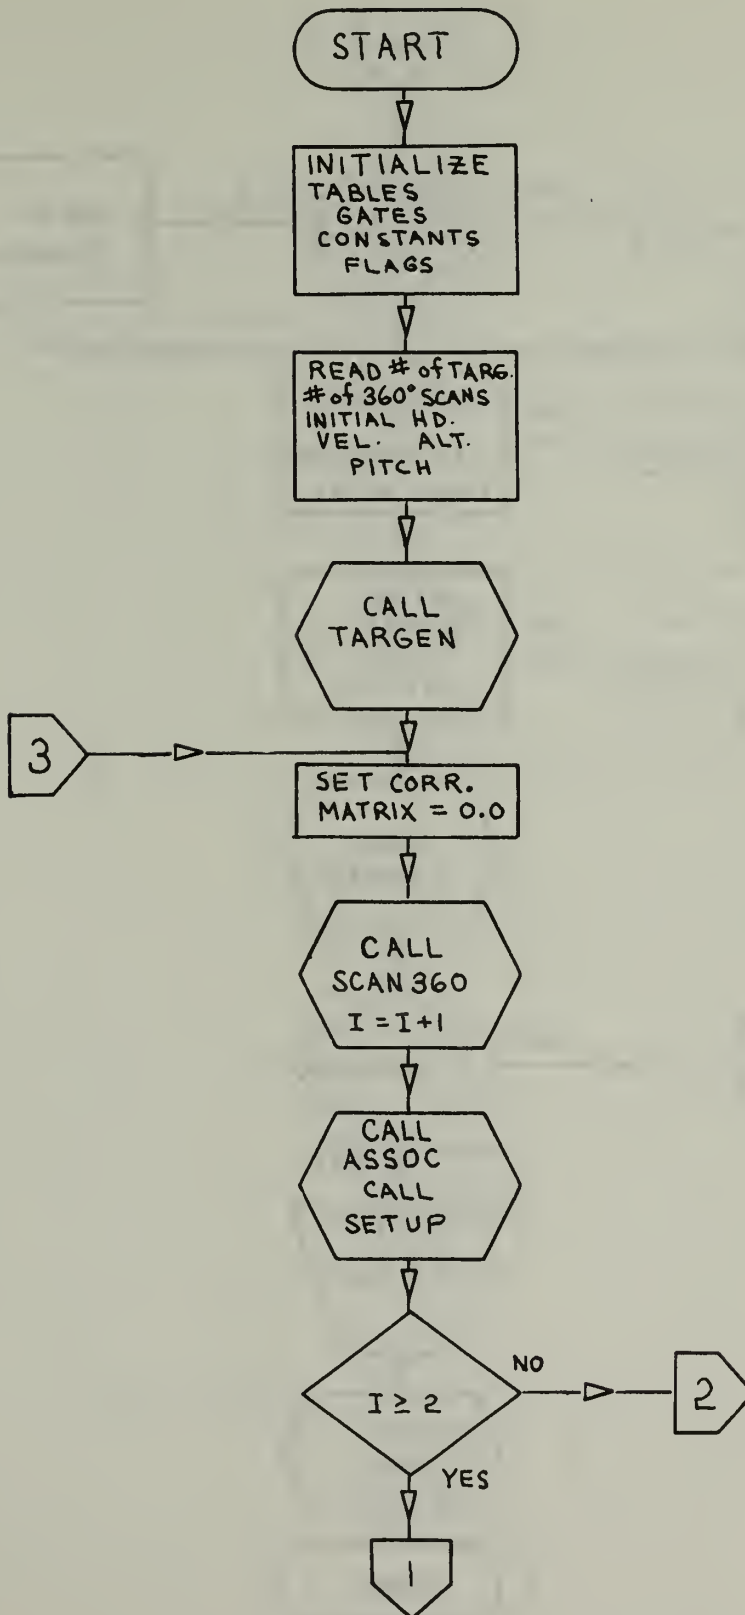 START
INITIALIZE
TABLES
GATES
CONSTANTS
FLAGS
READ # of TARG.
# of 360° SCANS
INITIAL HD.
VEL. ALT.
PITCH
CALL
TARGEN
3
SET CORR.
MATRIX = 0.0
CALL
SCAN 360
I = I+1
CALL
ASSOC
CALL
SETUP
I ≥ 2
NO
2
YES
1